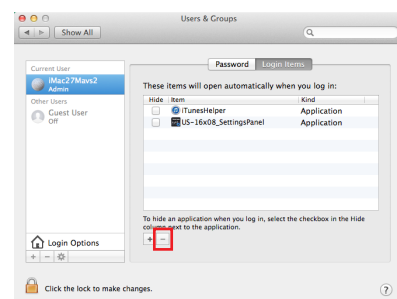 Users & Groups
Show All
Password Login Items
Current User
iMac27Mavs2
Admin
Other Users
Guest User
Off
Login Options
These items will open automatically when you log in:
Hide Item Kind
iTunesHelper Application
US-16x08_SettingsPanel Application
To hide an application when you log in, select the checkbox in the Hide
column next to the application.
+ −
+ −
Click the lock to make changes.
?